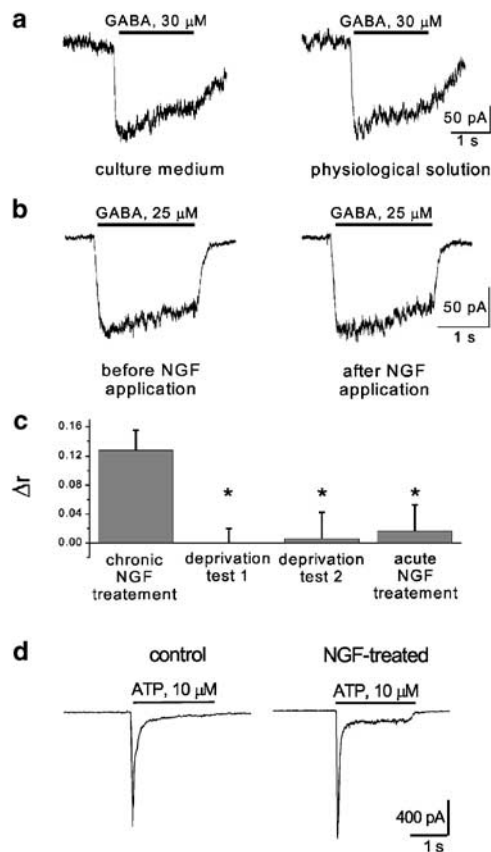 a
GABA, 30 μM GABA, 30 μM
50 pA
1 s
culture medium physiological solution
b
GABA, 25 μM GABA, 25 μM
50 pA
1 s
before NGF application after NGF application
c
0.16
0.12
0.08
0.04
0.00
Δr
* * *
chronic NGF treatement deprivation test 1 deprivation test 2 acute NGF treatement
d
control NGF-treated
ATP, 10 μM ATP, 10 μM
400 pA
1 s